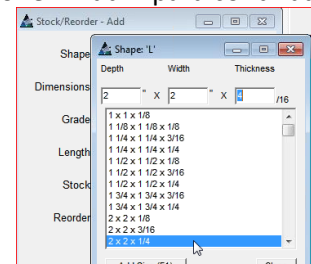 Stock/Reorder - Add
Shape: 'L'
Shape
Depth Width Thickness
Dimensions
2 " X 2 " X 4 /16
Grade
Length
Stock
Reorder
1 x 1 x 1/8
1 1/8 x 1 1/8 x 1/8
1 1/4 x 1 1/4 x 3/16
1 1/4 x 1 1/4 x 1/4
1 1/2 x 1 1/2 x 1/8
1 1/2 x 1 1/2 x 3/16
1 1/2 x 1 1/2 x 1/4
1 3/4 x 1 3/4 x 3/16
1 3/4 x 1 3/4 x 1/4
2 x 2 x 1/8
2 x 2 x 3/16
2 x 2 x 1/4